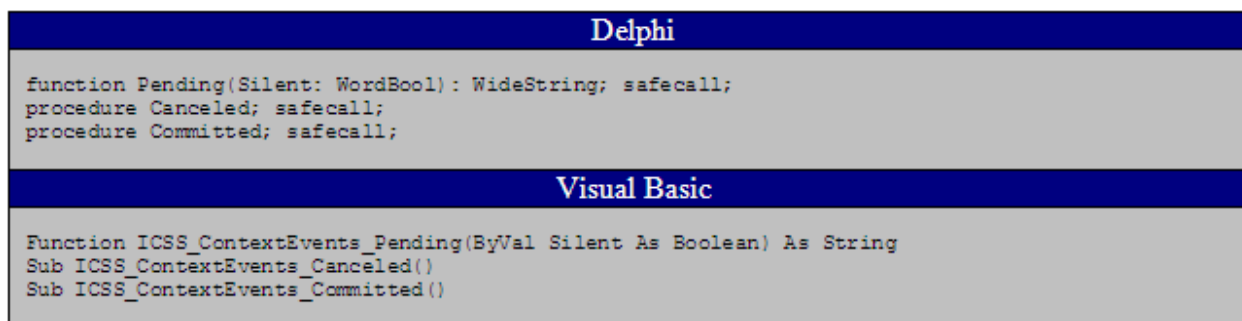 Delphi
function Pending(Silent: WordBool): WideString; safecall;
procedure Canceled; safecall;
procedure Committed; safecall;
Visual Basic
Function ICSS_ContextEvents_Pending(ByVal Silent As Boolean) As String
Sub ICSS_ContextEvents_Canceled()
Sub ICSS_ContextEvents_Committed()